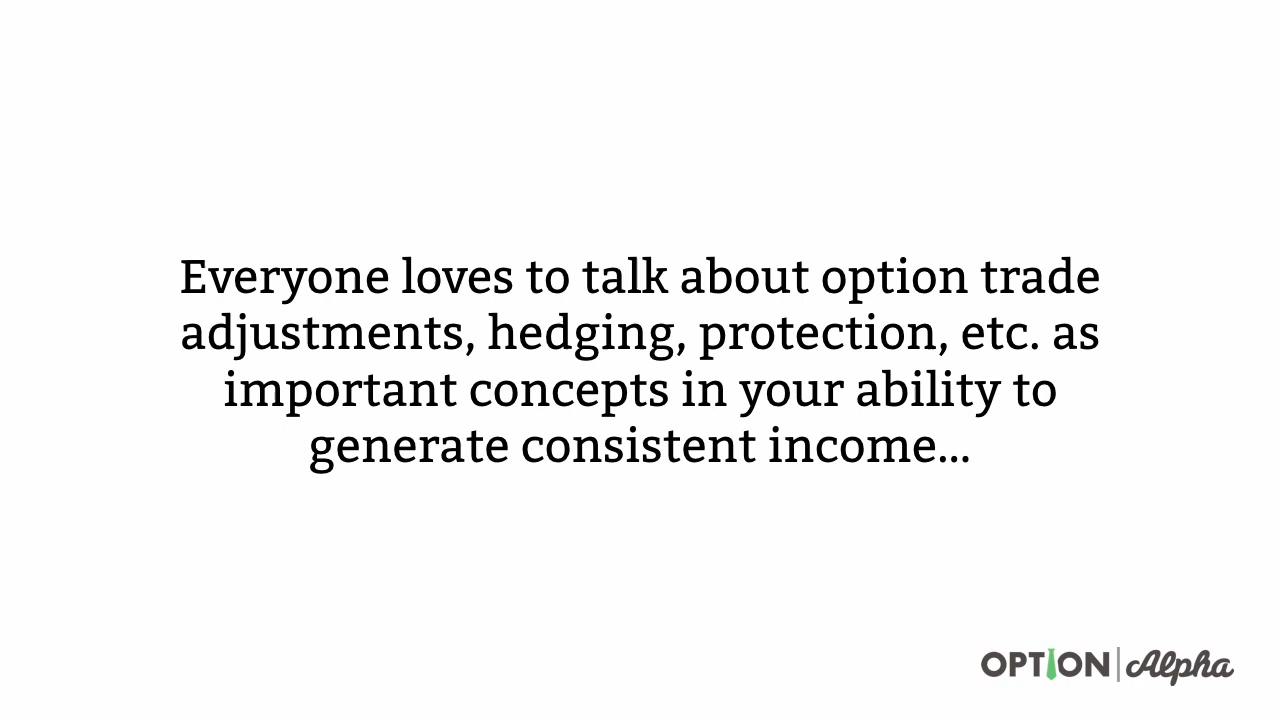 Everyone loves to talk about option trade
adjustments, hedging, protection, etc. as
important concepts in your ability to
generate consistent income...
OPTION | Alpha